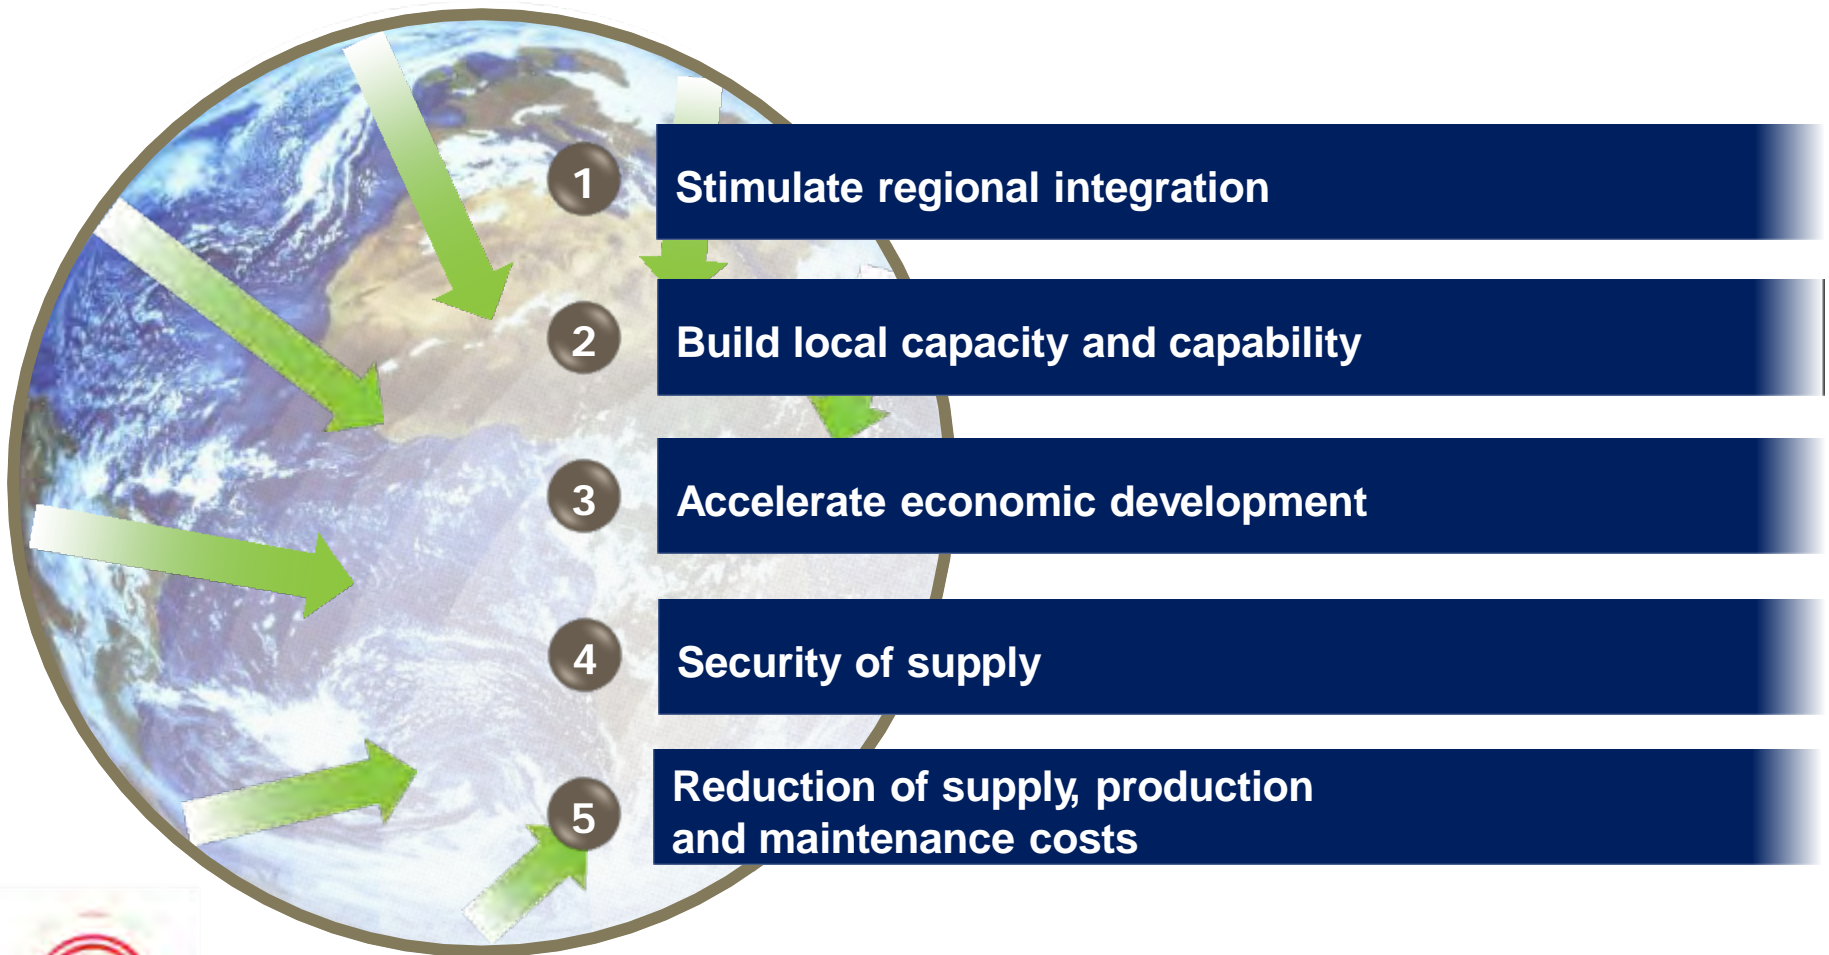 1
Stimulate regional integration
2
Build local capacity and capability
3
Accelerate economic development
4
Security of supply
5
Reduction of supply, production
and maintenance costs